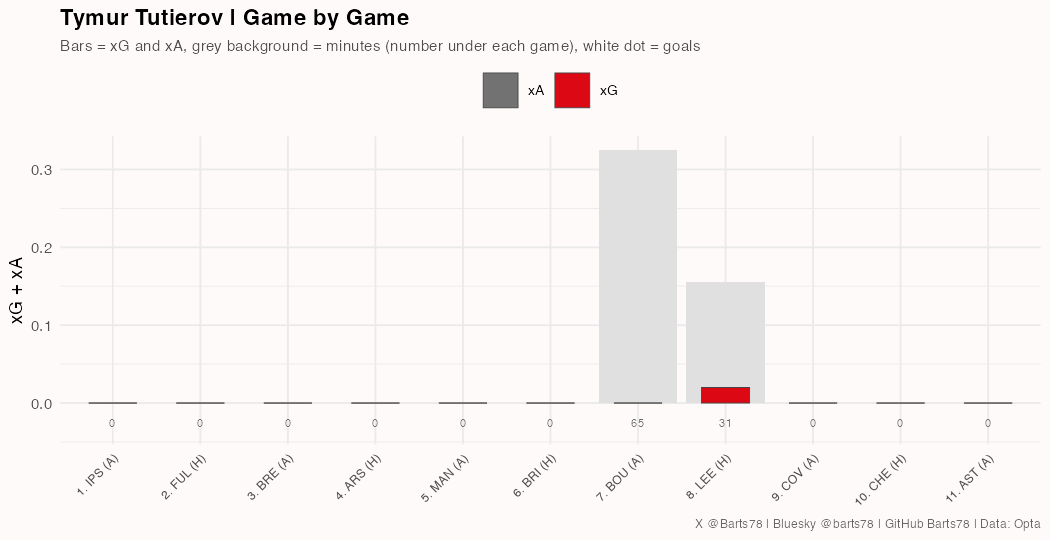 Tymur Tutierov | Game by Game
Bars = xG and xA, grey background = minutes (number under each game), white dot = goals
xA
xG
xG + xA
0.3
0.2
0.1
0.0
0 0 0 0 0 0 65 31 0 0 0
1. IPS (A)
2. FUL (H)
3. BRE (A)
4. ARS (H)
5. MAN (A)
6. BRI (H)
7. BOU (A)
8. LEE (H)
9. COV (A)
10. CHE (H)
11. AST (A)
X @Barts78 | Bluesky @barts78 | GitHub Barts78 | Data: Opta